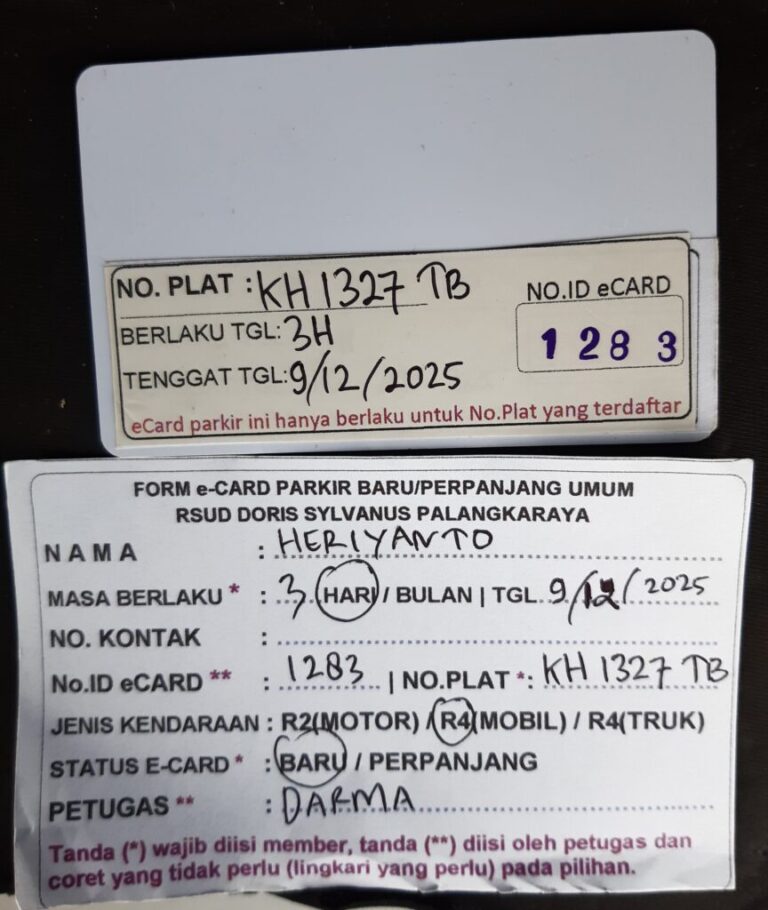 NO. PLAT : KH 1327 TB
NO.ID eCARD
BERLAKU TGL: 3H
1283
TENGGAT TGL: 9/12/2025
eCard parkir ini hanya berlaku untuk No.Plat yang terdaftar
FORM e-CARD PARKIR BARU/PERPANJANG UMUM
RSUD DORIS SYLVANUS PALANGKARAYA
NAMA : HERIYANTO
MASA BERLAKU * : 3 HARI / BULAN | TGL 9/12/2025
NO. KONTAK :
No.ID eCARD ** : 1283 | NO.PLAT *: KH 1327 TB
JENIS KENDARAAN : R2(MOTOR) / R4(MOBIL) / R4(TRUK)
STATUS E-CARD * : BARU / PERPANJANG
PETUGAS ** : DARMA
Tanda (*) wajib diisi member, tanda (**) diisi oleh petugas dan
coret yang tidak perlu (lingkari yang perlu) pada pilihan.